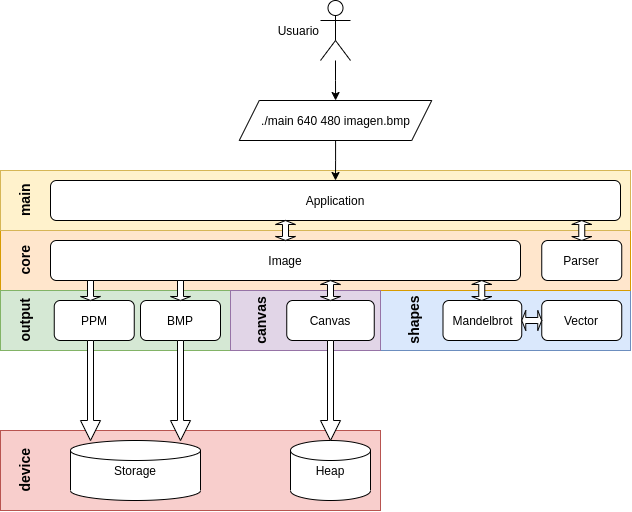 Usuario
./main 640 480 imagen.bmp
main
Application
core
Image
Parser
output
PPM
BMP
canvas
Canvas
shapes
Mandelbrot
Vector
device
Storage
Heap